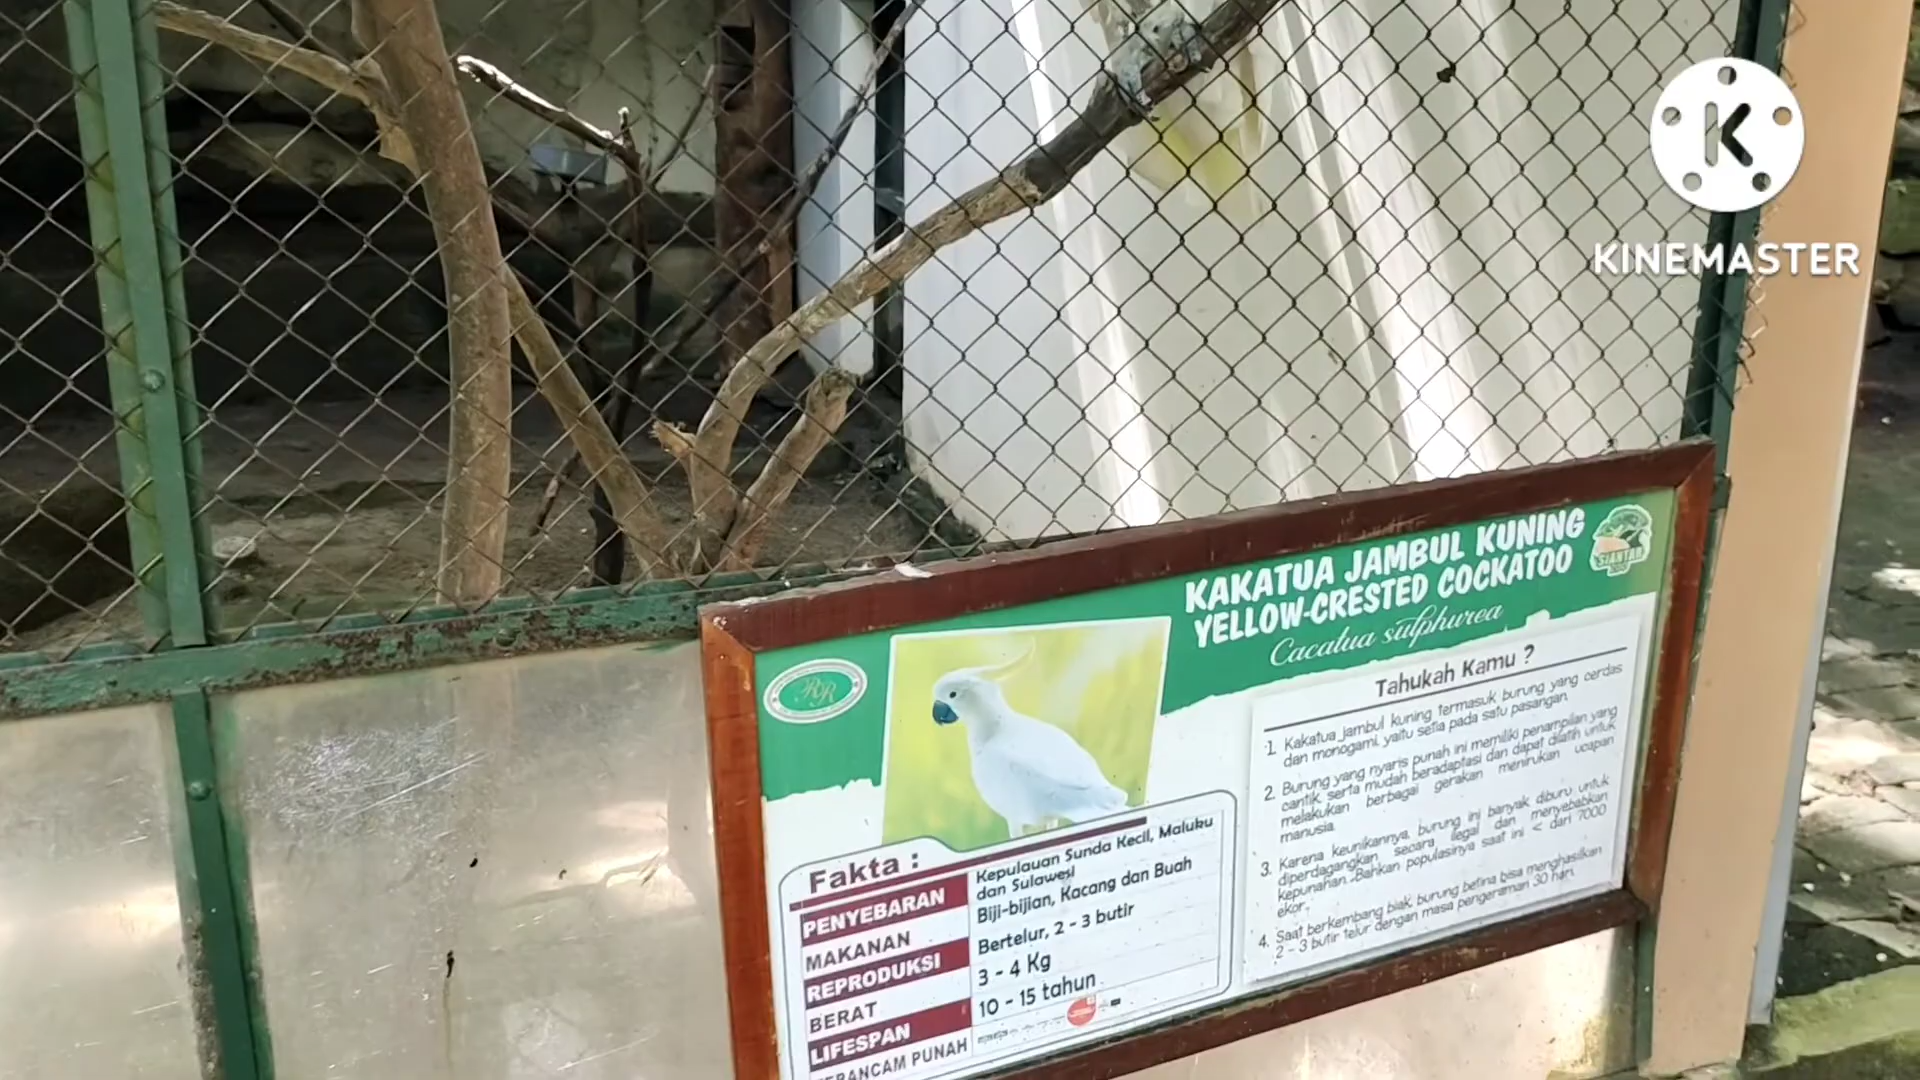 KINEMASTER
KAKATUA JAMBUL KUNING
YELLOW-CRESTED COCKATOO
Cacatua sulphurea
SIANTAR
Tahukah Kamu ?
1. Kakatua jambul kuning termasuk burung yang cerdas
dan monogami, yaitu setia pada satu pasangan.
2. Burung yang nyaris punah ini memiliki penampilan yang
cantik serta mudah beradaptasi dan dapat dilatih untuk
melakukan berbagai gerakan menirukan ucapan
manusia.
3. Karena keunikannya, burung ini banyak diburu untuk
diperdagangkan secara ilegal dan menyebabkan
kepunahan. Bahkan populasinya saat ini < dari 7000
ekor.
4. Saat berkembang biak, burung betina bisa menghasilkan
2 - 3 butir telur dengan masa pengeraman 30 hari.
Fakta :
PENYEBARAN Kepulauan Sunda Kecil, Maluku
dan Sulawesi
MAKANAN Biji-bijian, Kacang dan Buah
REPRODUKSI Bertelur, 2 - 3 butir
BERAT 3 - 4 Kg
LIFESPAN 10 - 15 tahun
TERANCAM PUNAH